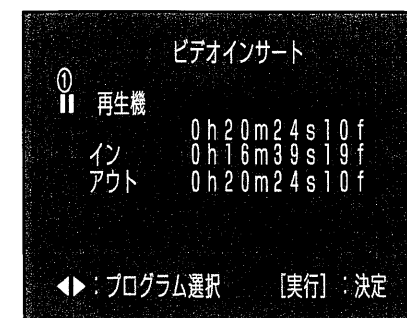 ビデオインサート
①
再生機
0h20m24s10f
イン 0h16m39s19f
アウト 0h20m24s10f
◀▶:プログラム選択 [実行]:決定